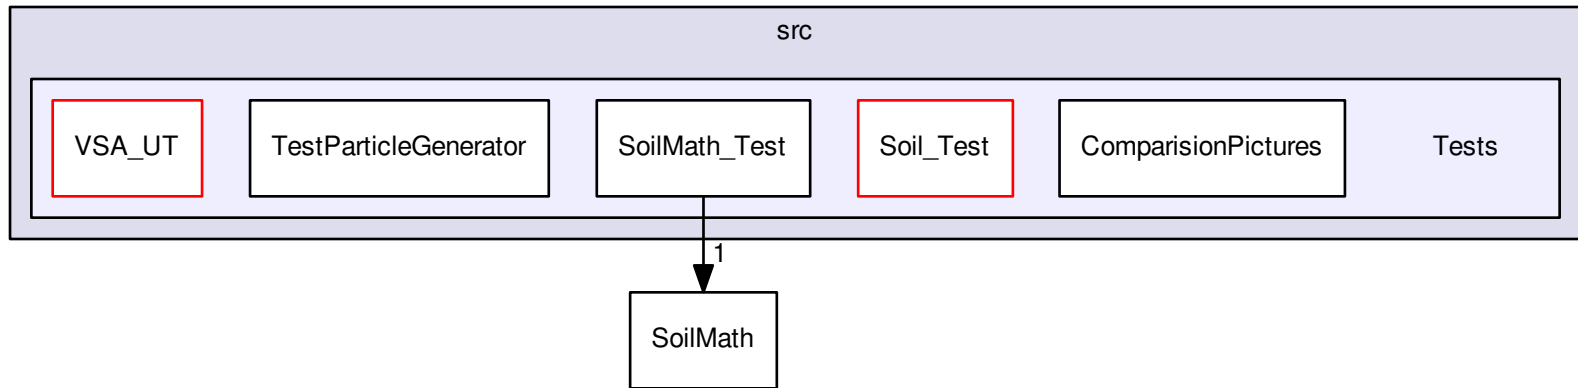 src
VSA_UT
TestParticleGenerator
SoilMath_Test
Soil_Test
ComparisionPictures
Tests
1
SoilMath